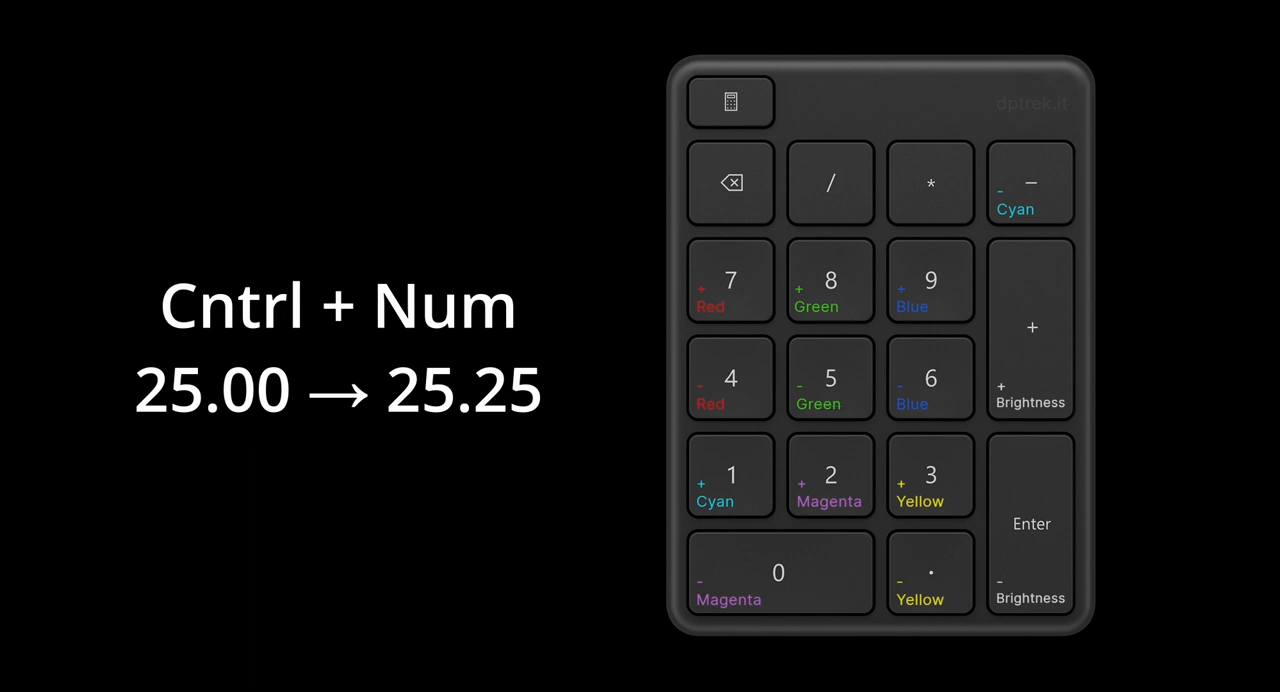 Cntrl + Num
25.00 → 25.25
dptrek.it
/
*
–
- Cyan
7
+ Red
8
+ Green
9
+ Blue
+
+ Brightness
4
- Red
5
- Green
6
- Blue
1
+ Cyan
2
+ Magenta
3
+ Yellow
Enter
- Brightness
0
- Magenta
.
- Yellow